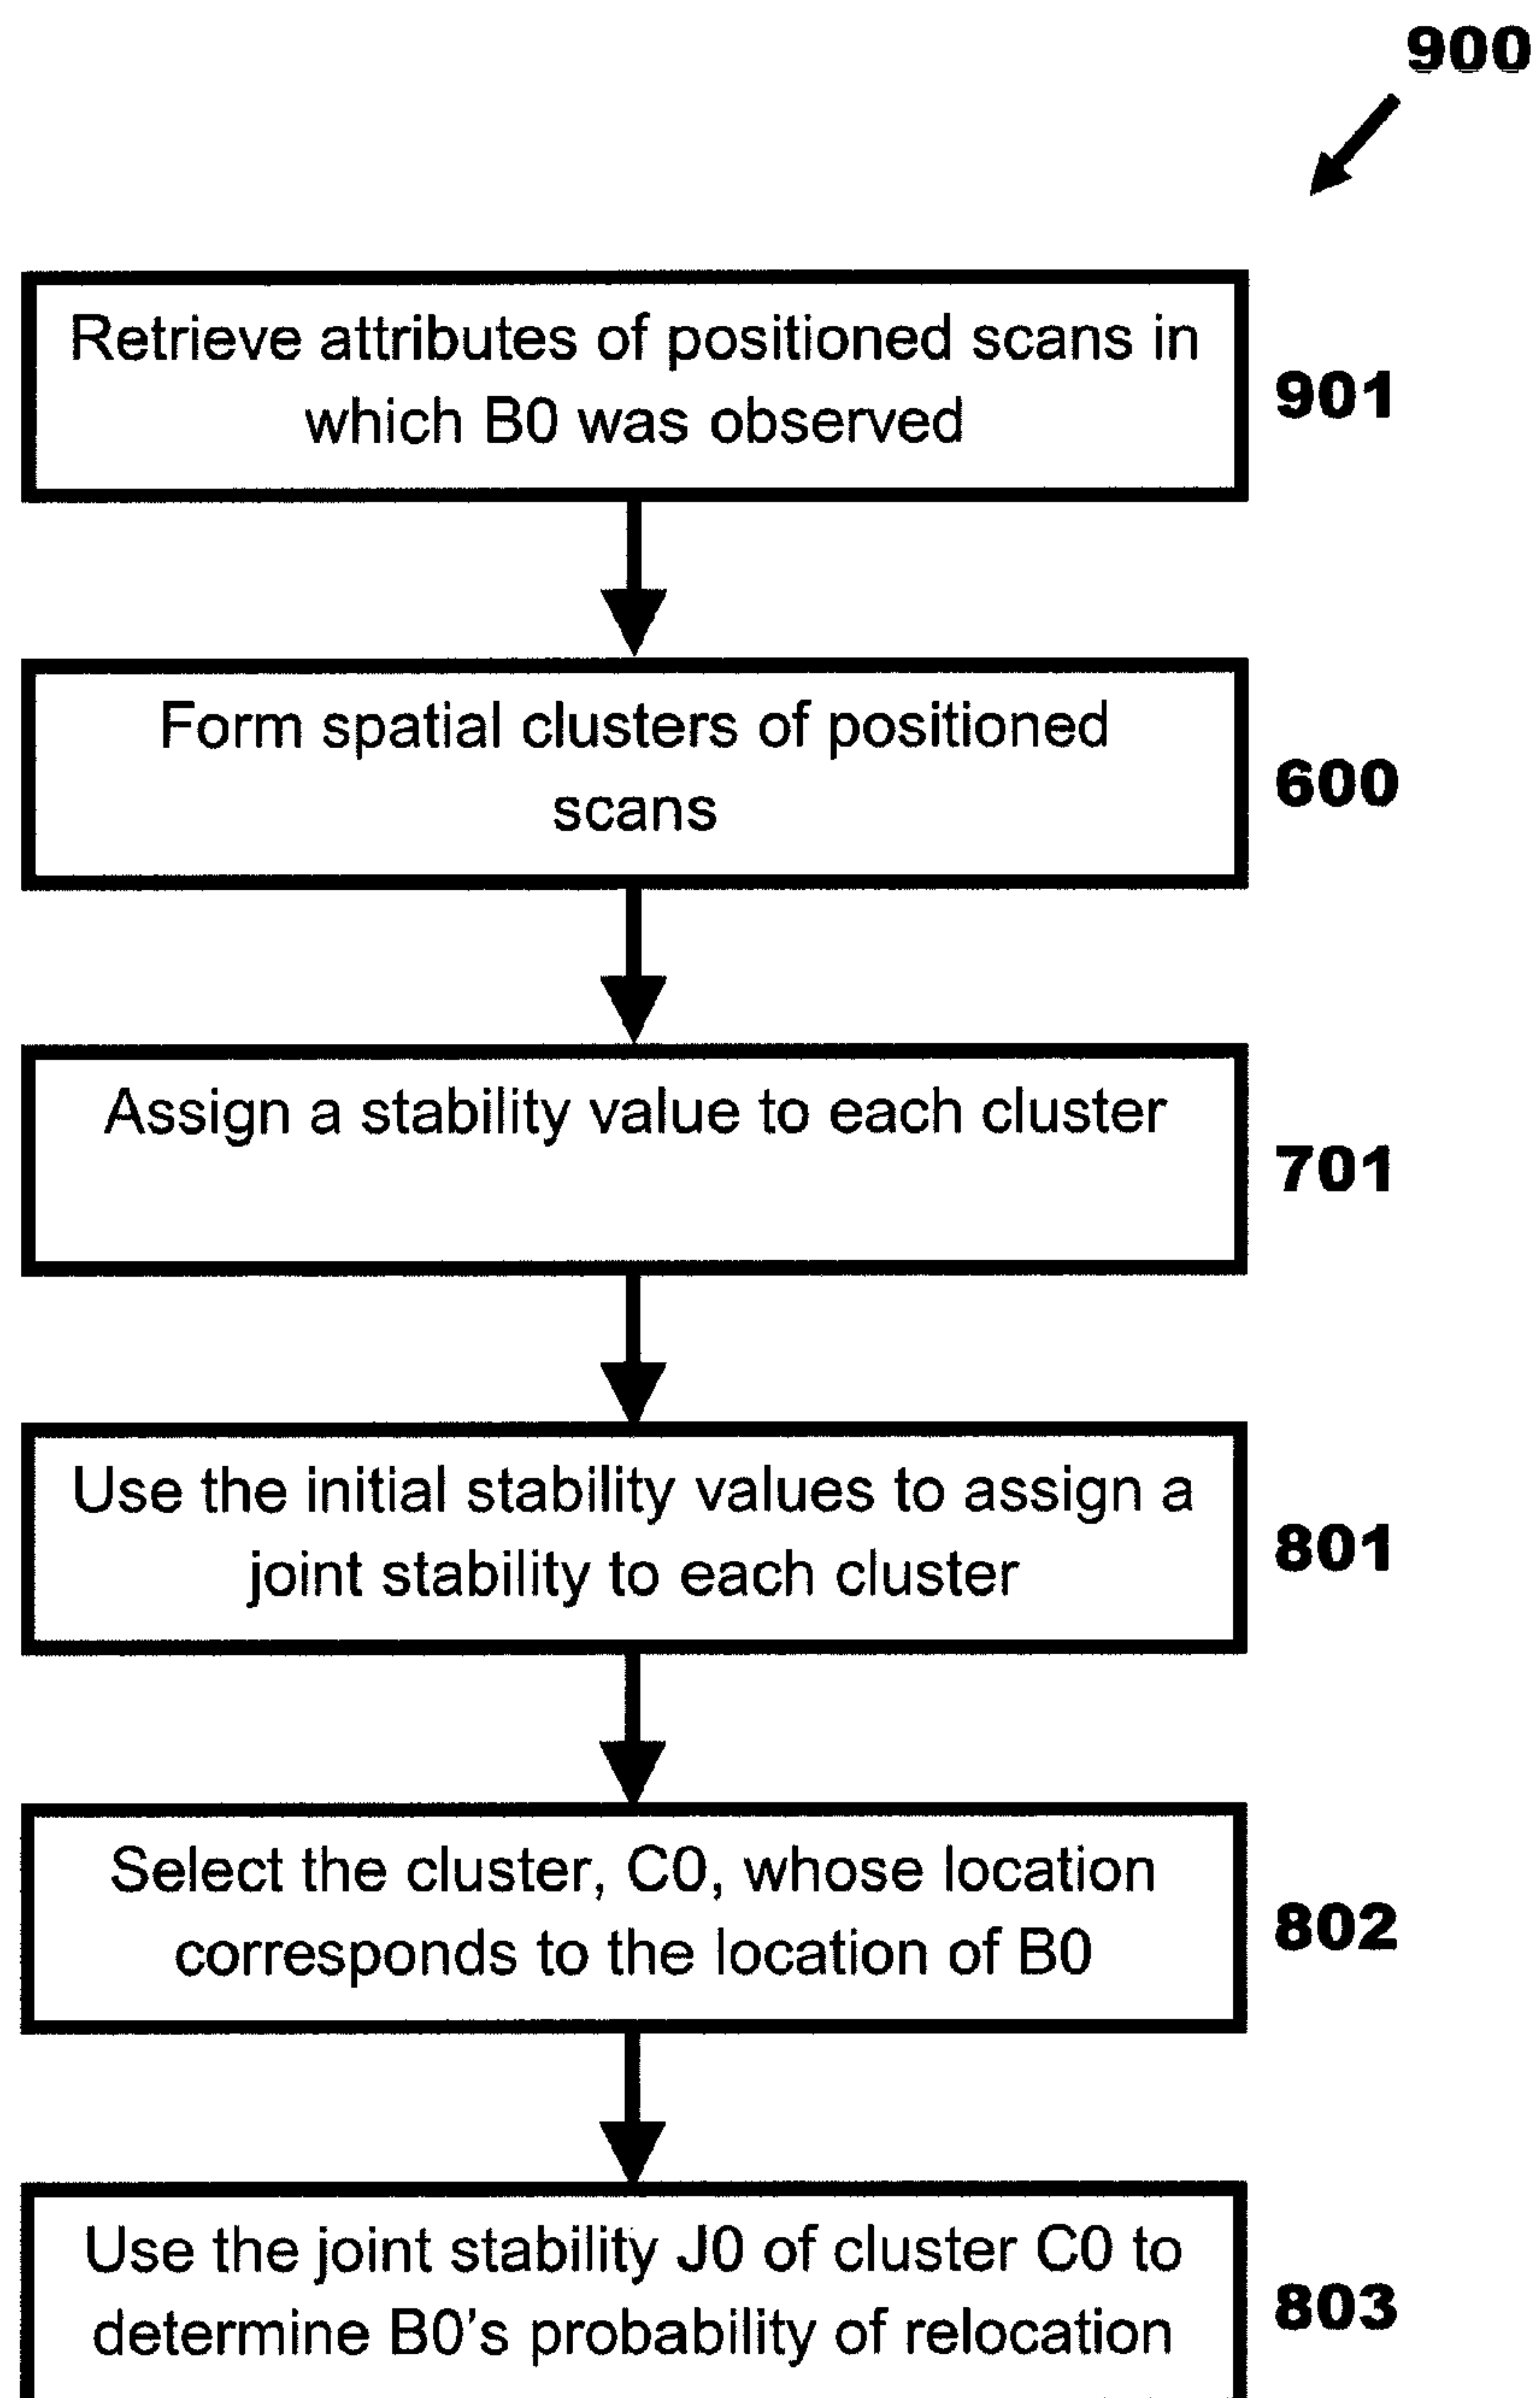 900
Retrieve attributes of positioned scans in
which B0 was observed
901
Form spatial clusters of positioned
scans
600
Assign a stability value to each cluster
701
Use the initial stability values to assign a
joint stability to each cluster
801
Select the cluster, C0, whose location
corresponds to the location of B0
802
Use the joint stability J0 of cluster C0 to
determine B0's probability of relocation
803